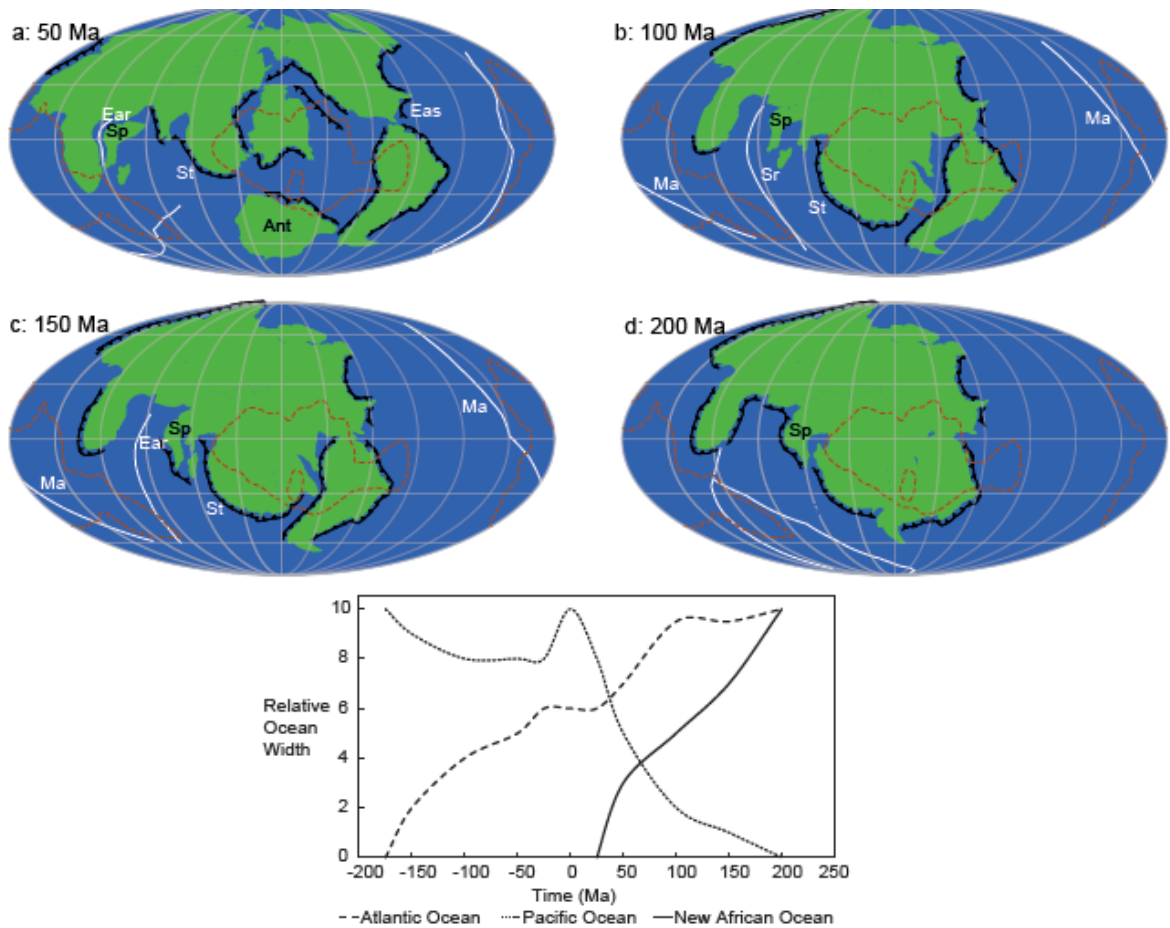 a: 50 Ma
Ear
Sp
St
Eas
Ant
b: 100 Ma
Ma
Sp
Sr
Ma
St
c: 150 Ma
Ma
Sp
Ear
Ma
St
d: 200 Ma
Sp
10
8
6
4
2
0
Relative
Ocean
Width
-200 -150 -100 -50 0 50 100 150 200 250
Time (Ma)
Atlantic Ocean Pacific Ocean New African Ocean